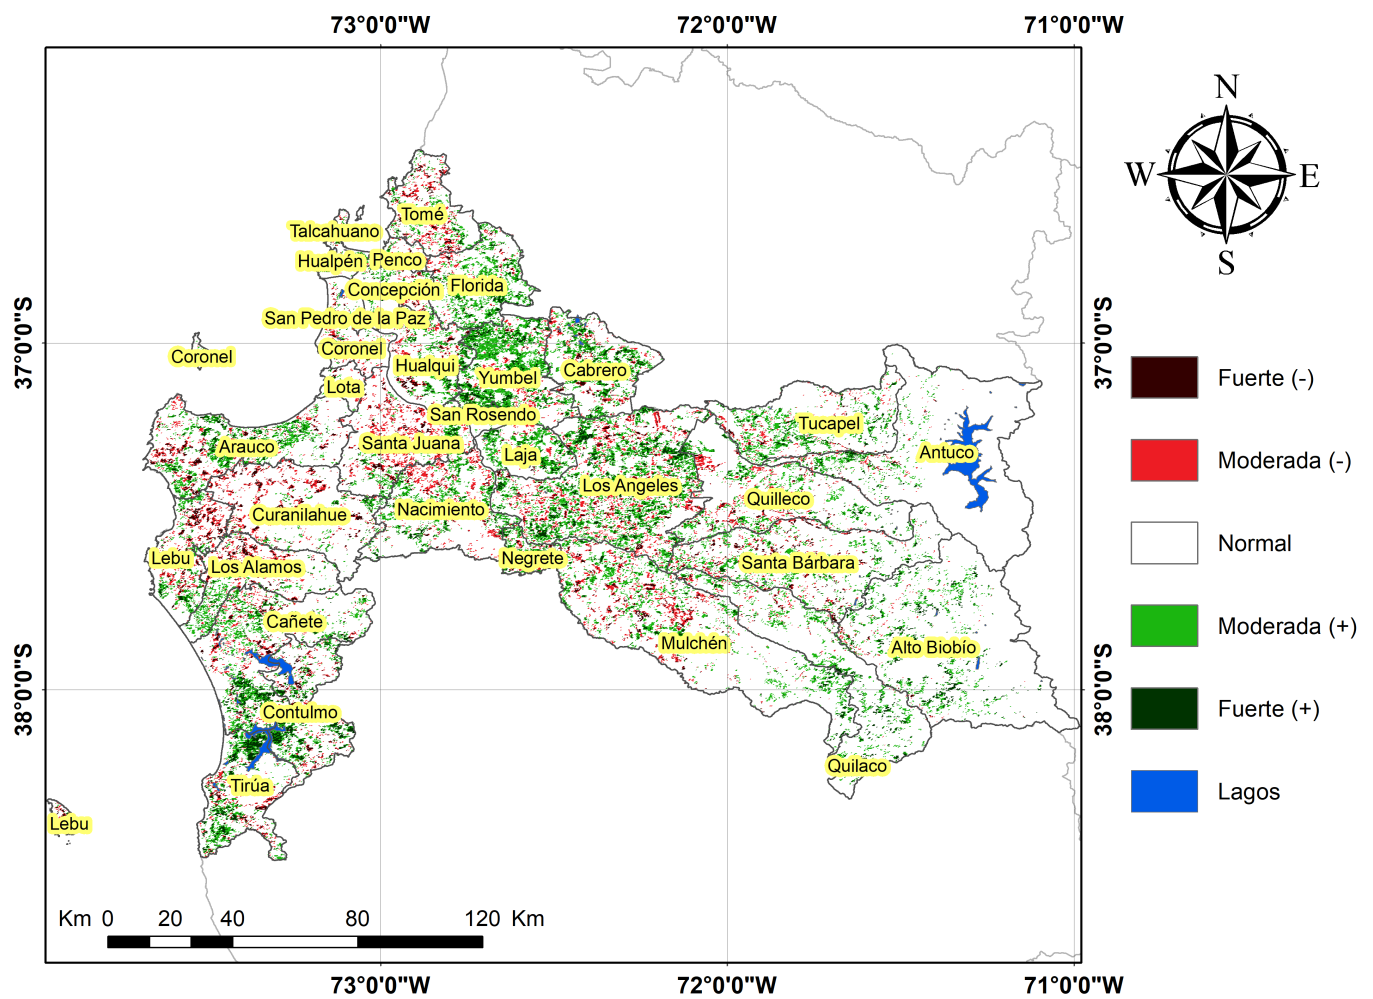 73°0'0"W 72°0'0"W 71°0'0"W
N
W E
S
37°0'0"S
38°0'0"S
37°0'0"S
38°0'0"S
Tomé
Talcahuano
Hualpén
Penco
Concepción
Florida
San Pedro de la Paz
Coronel
Coronel
Hualqui
Cabrero
Yumbel
Lota
San Rosendo
Tucapel
Arauco
Santa Juana
Laja
Antuco
Los Angeles
Quilleco
Curanilahue
Nacimiento
Lebu
Los Alamos
Negrete
Santa Bárbara
Cañete
Mulchén
Alto Biobío
Contulmo
Quilaco
Tirúa
Lebu
Fuerte (-)
Moderada (-)
Normal
Moderada (+)
Fuerte (+)
Lagos
Km 0 20 40 80 120 Km
73°0'0"W 72°0'0"W 71°0'0"W